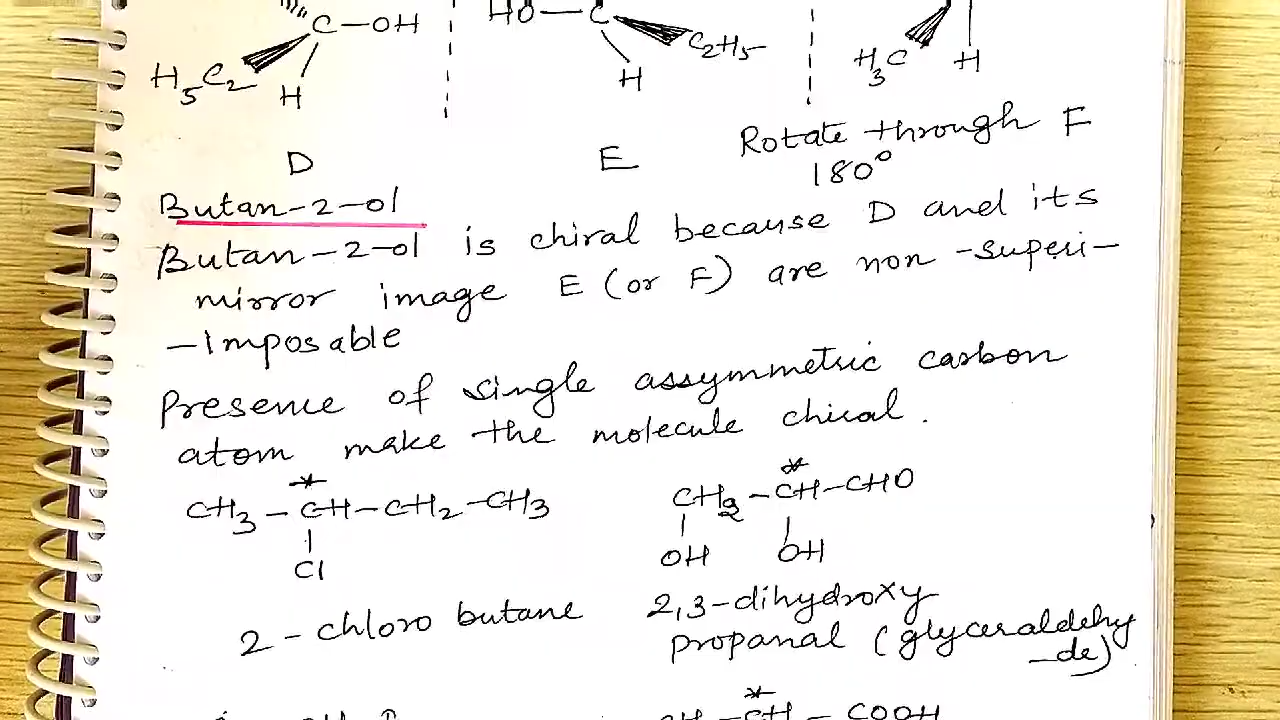 C-OH
H5C2
H
HO-C
C2H5
H
H3C
H
D
E
Rotate through F
180°
Butan-2-ol
Butan-2-ol is chiral because D and its
mirror image E (or F) are non-superi-
-imposable
Presence of single assymmetric carbon
atom make the molecule chiral.
*
CH3-CH-CH2-CH3
Cl
2-chloro butane
*
CH2-CH-CHO
OH OH
2,3-dihydroxy
Propanal (glyceraldehy
-de)
*
CH - COOH